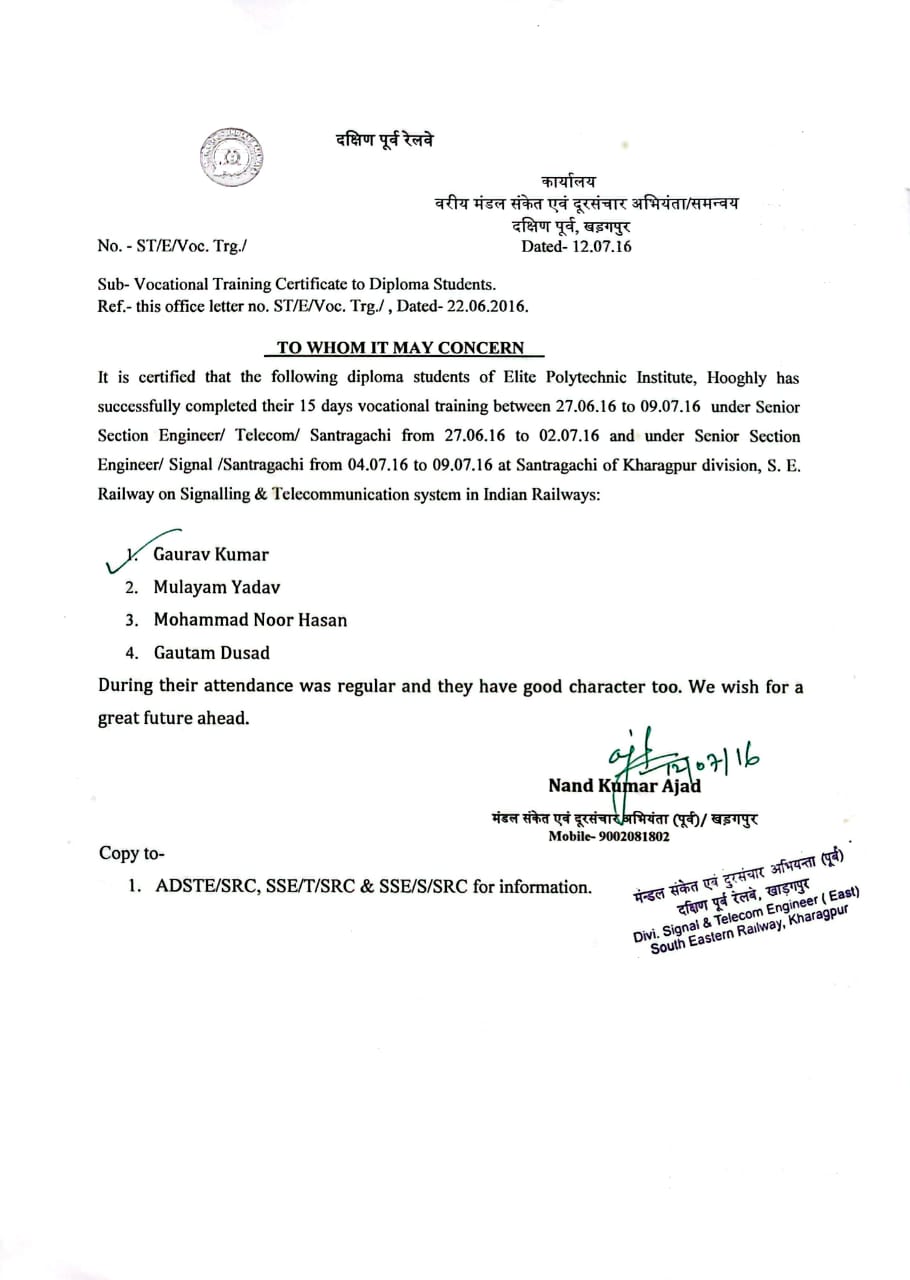 दक्षिण पूर्व रेलवे
कार्यालय
वरीय मंडल संकेत एवं दूरसंचार अभियंता/समन्वय
दक्षिण पूर्व, खड़गपुर
No. - ST/E/Voc. Trg./ Dated- 12.07.16
Sub- Vocational Training Certificate to Diploma Students.
Ref.- this office letter no. ST/E/Voc. Trg./ , Dated- 22.06.2016.
TO WHOM IT MAY CONCERN
It is certified that the following diploma students of Elite Polytechnic Institute, Hooghly has
successfully completed their 15 days vocational training between 27.06.16 to 09.07.16 under Senior
Section Engineer/ Telecom/ Santragachi from 27.06.16 to 02.07.16 and under Senior Section
Engineer/ Signal /Santragachi from 04.07.16 to 09.07.16 at Santragachi of Kharagpur division, S. E.
Railway on Signalling & Telecommunication system in Indian Railways:
1. Gaurav Kumar
2. Mulayam Yadav
3. Mohammad Noor Hasan
4. Gautam Dusad
During their attendance was regular and they have good character too. We wish for a
great future ahead.
12/07/16
Nand Kumar Ajad
मंडल संकेत एवं दूरसंचार अभियंता (पूर्व)/ खड़गपुर
Mobile- 9002081802
Copy to-
1. ADSTE/SRC, SSE/T/SRC & SSE/S/SRC for information.
मंन्डल संकेत एवं दुरसंचार अभियन्ता (पूर्व)
दक्षिण पूर्व रेलवे, खाड़गपुर
Divi. Signal & Telecom Engineer ( East)
South Eastern Railway, Kharagpur